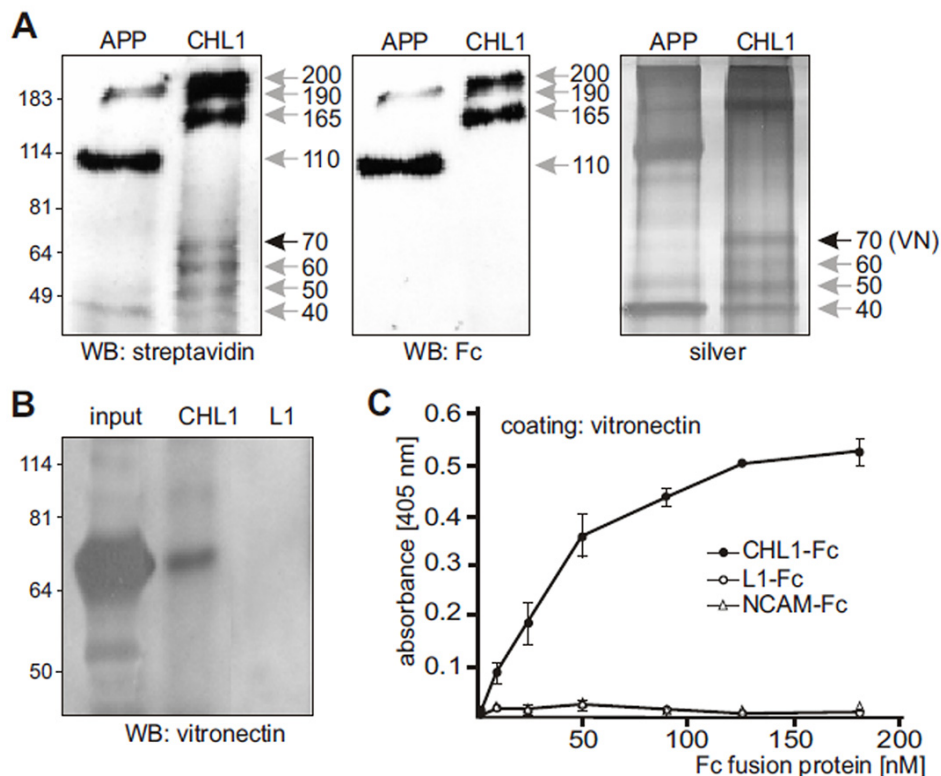 A
APP CHL1
APP CHL1
APP CHL1
183
114
81
64
49
200
190
165
110
70
60
50
40
200
190
165
110
70 (VN)
60
50
40
WB: streptavidin
WB: Fc
silver
B
input CHL1 L1
114
81
64
50
WB: vitronectin
C
coating: vitronectin
absorbance [405 nm]
0.6
0.5
0.4
0.3
0.2
0.1
CHL1-Fc
L1-Fc
NCAM-Fc
50 100 150 200
Fc fusion protein [nM]